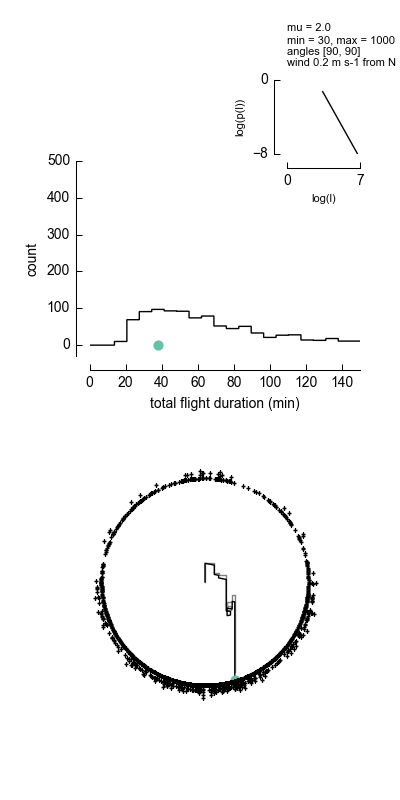 mu = 2.0
min = 30, max = 1000
angles [90, 90]
wind 0.2 m s-1 from N
0
log(p(l))
−8
0 7
log(l)
500
400
300
200
100
0
count
0 20 40 60 80 100 120 140
total flight duration (min)